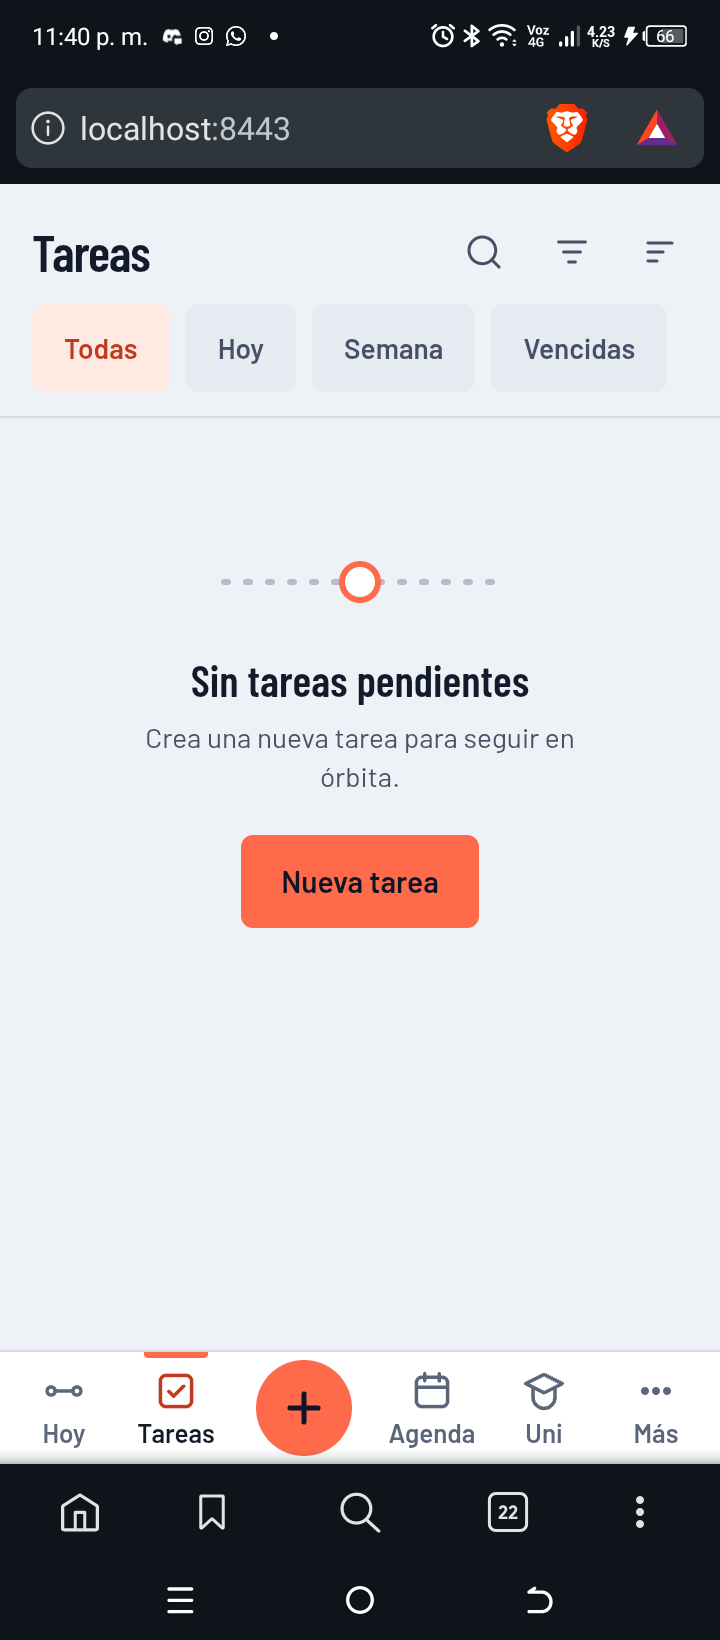 11:40 p. m.
Voz
4G
4.23
K/S
66
localhost:8443
Tareas
Todas
Hoy
Semana
Vencidas
Sin tareas pendientes
Crea una nueva tarea para seguir en
órbita.
Nueva tarea
Hoy
Tareas
Agenda
Uni
Más
22